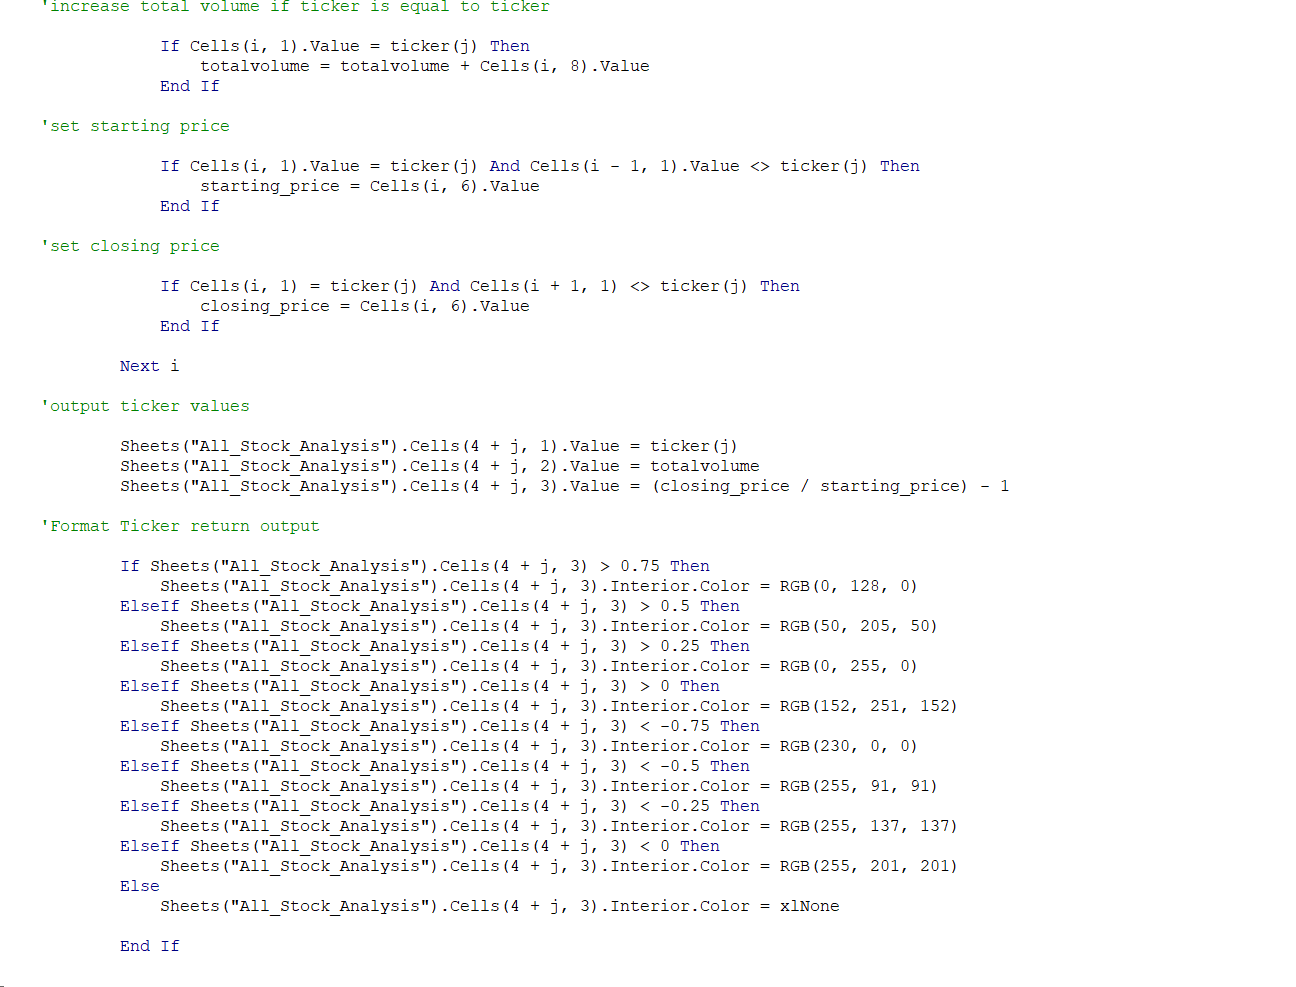 'increase total volume if ticker is equal to ticker
If Cells(i, 1).Value = ticker(j) Then
totalvolume = totalvolume + Cells(i, 8).Value
End If
'set starting price
If Cells(i, 1).Value = ticker(j) And Cells(i - 1, 1).Value <> ticker(j) Then
starting_price = Cells(i, 6).Value
End If
'set closing price
If Cells(i, 1) = ticker(j) And Cells(i + 1, 1) <> ticker(j) Then
closing_price = Cells(i, 6).Value
End If
Next i
'output ticker values
Sheets("All_Stock_Analysis").Cells(4 + j, 1).Value = ticker(j)
Sheets("All_Stock_Analysis").Cells(4 + j, 2).Value = totalvolume
Sheets("All_Stock_Analysis").Cells(4 + j, 3).Value = (closing_price / starting_price) - 1
'Format Ticker return output
If Sheets("All_Stock_Analysis").Cells(4 + j, 3) > 0.75 Then
Sheets("All_Stock_Analysis").Cells(4 + j, 3).Interior.Color = RGB(0, 128, 0)
ElseIf Sheets("All_Stock_Analysis").Cells(4 + j, 3) > 0.5 Then
Sheets("All_Stock_Analysis").Cells(4 + j, 3).Interior.Color = RGB(50, 205, 50)
ElseIf Sheets("All_Stock_Analysis").Cells(4 + j, 3) > 0.25 Then
Sheets("All_Stock_Analysis").Cells(4 + j, 3).Interior.Color = RGB(0, 255, 0)
ElseIf Sheets("All_Stock_Analysis").Cells(4 + j, 3) > 0 Then
Sheets("All_Stock_Analysis").Cells(4 + j, 3).Interior.Color = RGB(152, 251, 152)
ElseIf Sheets("All_Stock_Analysis").Cells(4 + j, 3) < -0.75 Then
Sheets("All_Stock_Analysis").Cells(4 + j, 3).Interior.Color = RGB(230, 0, 0)
ElseIf Sheets("All_Stock_Analysis").Cells(4 + j, 3) < -0.5 Then
Sheets("All_Stock_Analysis").Cells(4 + j, 3).Interior.Color = RGB(255, 91, 91)
ElseIf Sheets("All_Stock_Analysis").Cells(4 + j, 3) < -0.25 Then
Sheets("All_Stock_Analysis").Cells(4 + j, 3).Interior.Color = RGB(255, 137, 137)
ElseIf Sheets("All_Stock_Analysis").Cells(4 + j, 3) < 0 Then
Sheets("All_Stock_Analysis").Cells(4 + j, 3).Interior.Color = RGB(255, 201, 201)
Else
Sheets("All_Stock_Analysis").Cells(4 + j, 3).Interior.Color = xlNone
End If